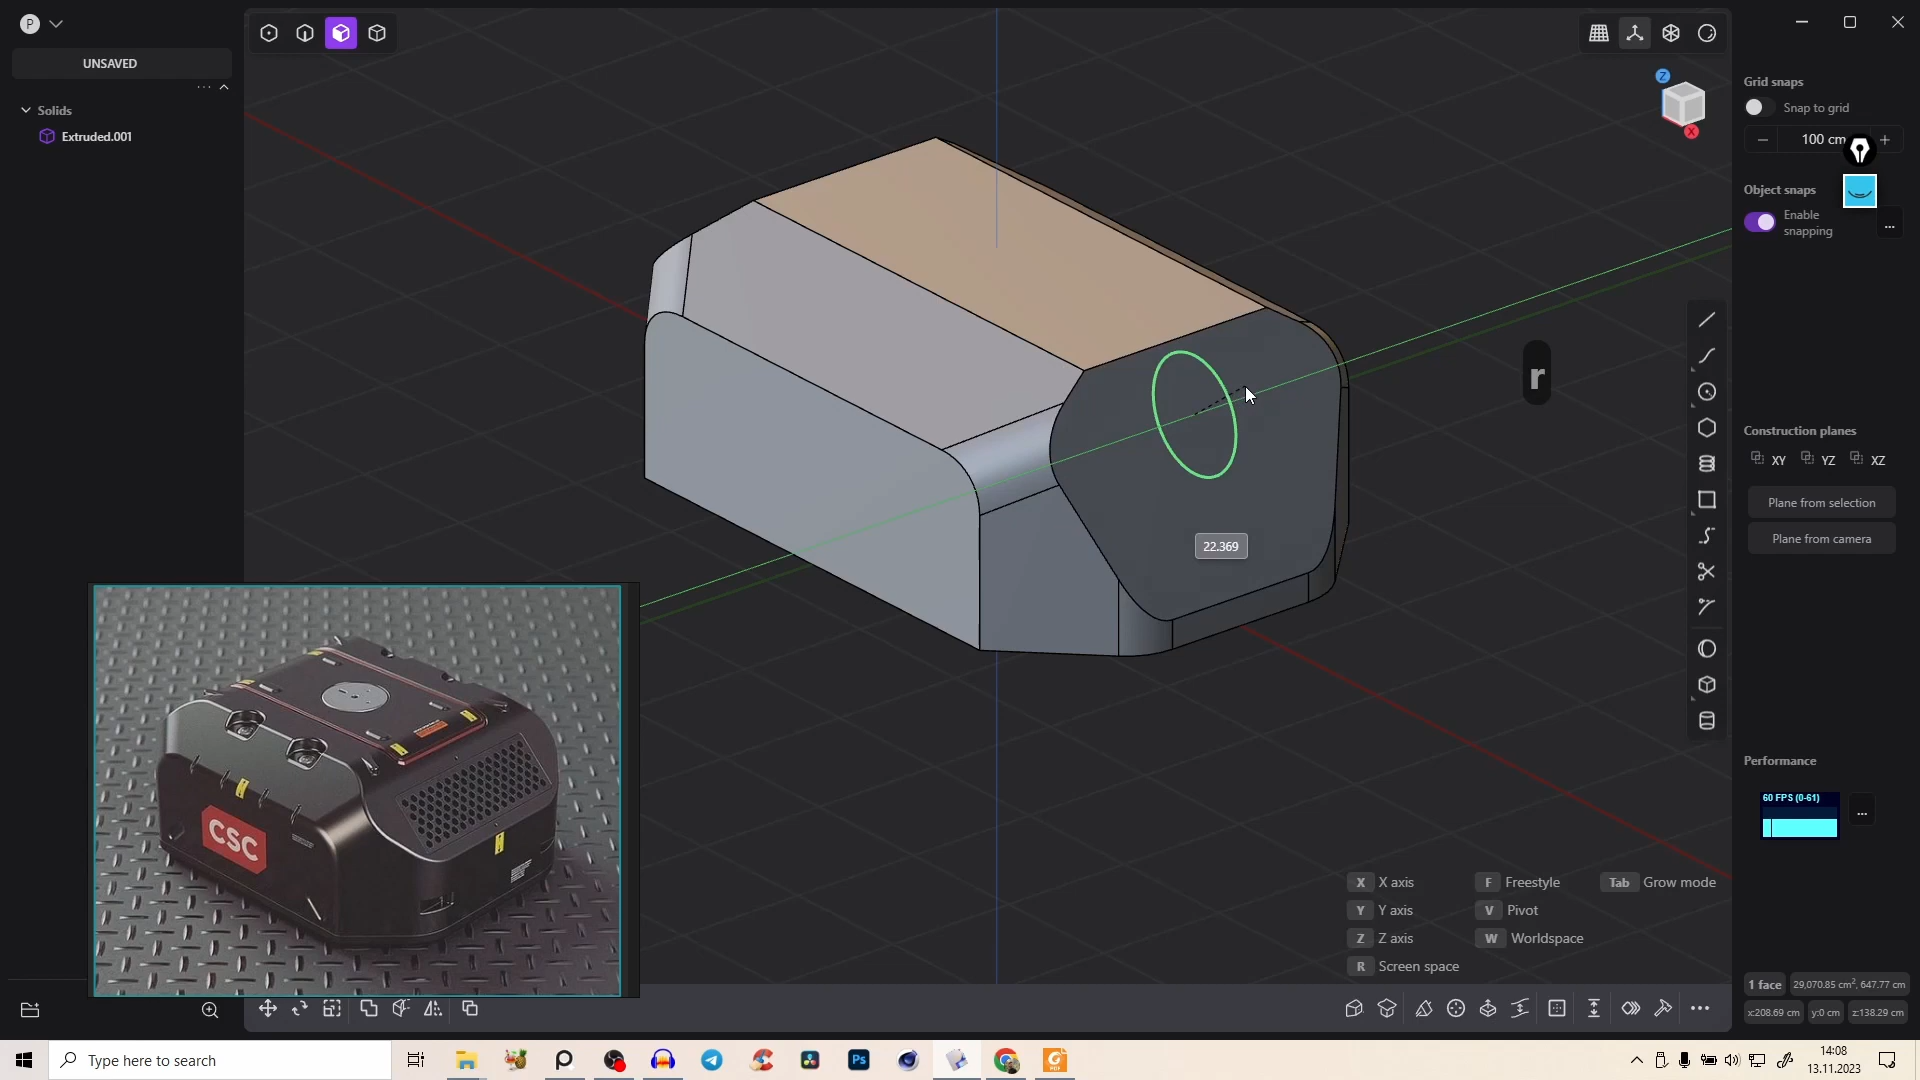 P
UNSAVED
Solids
Extruded.001
Z
X
Grid snaps
Snap to grid
100 cm
Object snaps
Enable
snapping
r
22.369
Construction planes
XY
YZ
XZ
Plane from selection
Plane from camera
CSC
Performance
60 FPS (0-61)
X X axis
F Freestyle
Tab Grow mode
Y Y axis
V Pivot
Z Z axis
W Worldspace
R Screen space
1 face
29,070.85 cm², 647.77 cm
x:208.69 cm
y:0 cm
z:138.29 cm
Type here to search
Ps
PDF
14:08
13.11.2023